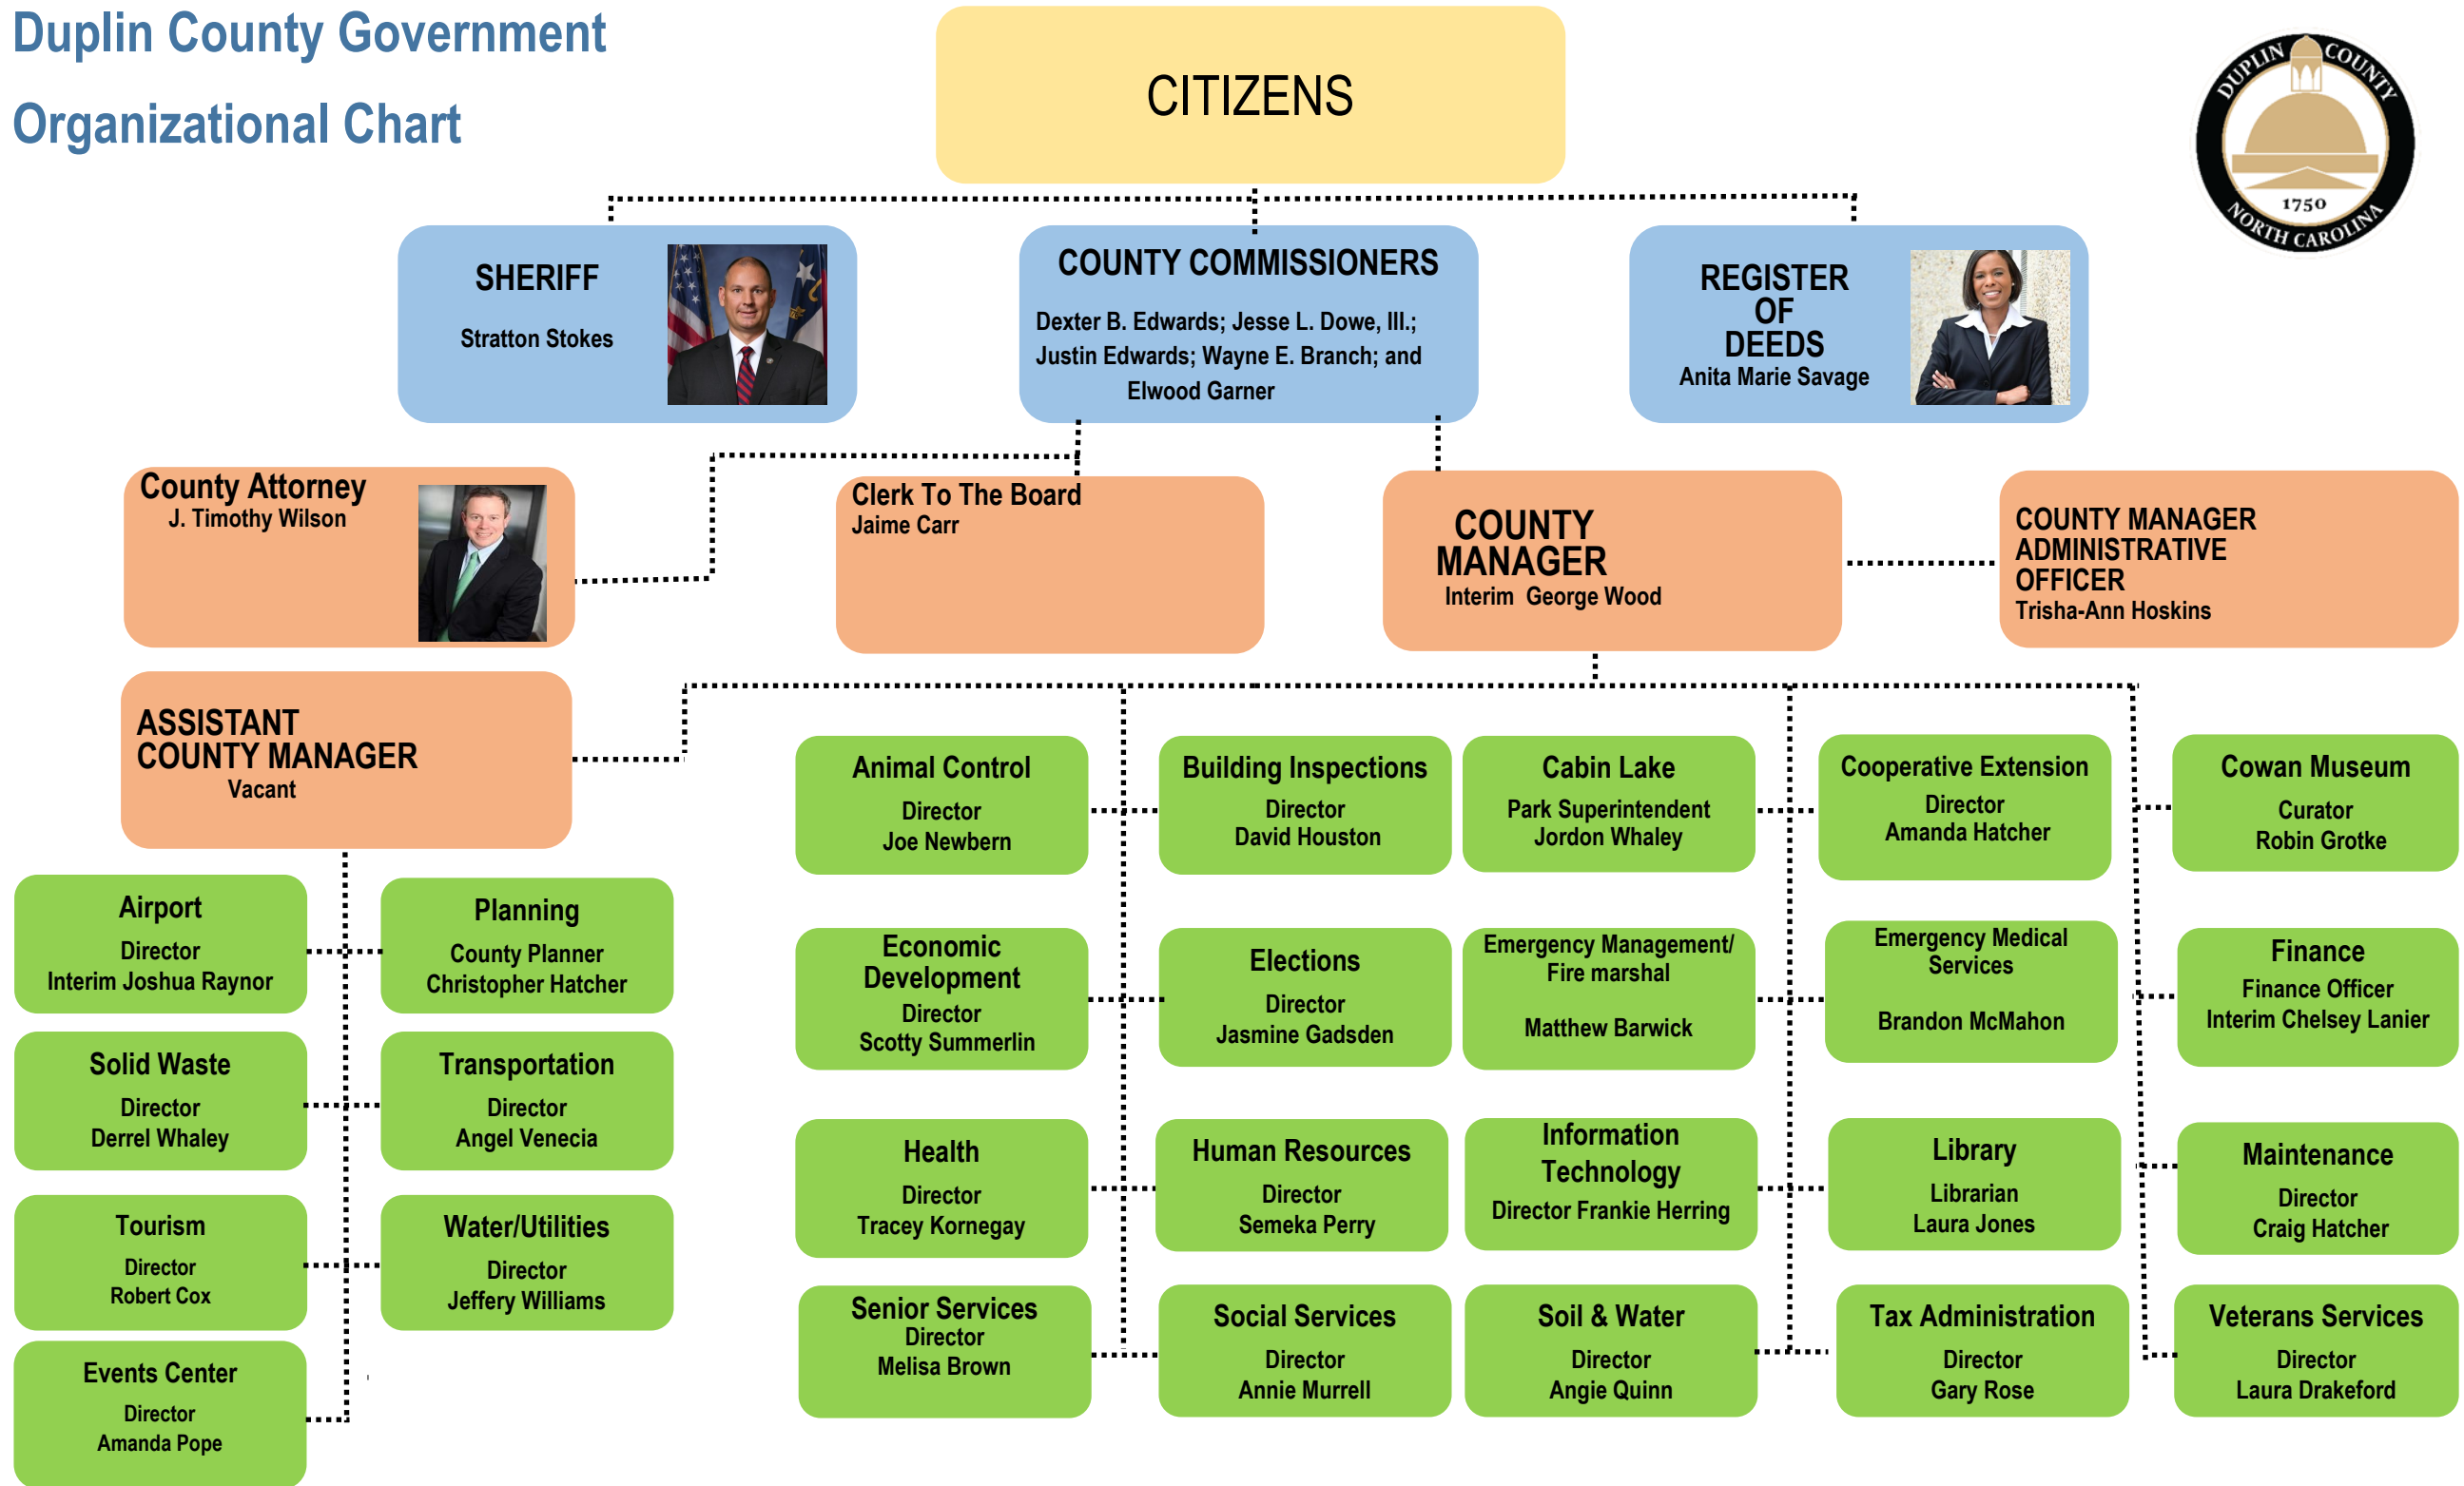 Duplin County Government
Organizational Chart
CITIZENS
DUPLIN COUNTY
1750
NORTH CAROLINA
SHERIFF
Stratton Stokes
COUNTY COMMISSIONERS
Dexter B. Edwards; Jesse L. Dowe, III.;
Justin Edwards; Wayne E. Branch; and
Elwood Garner
REGISTER
OF
DEEDS
Anita Marie Savage
County Attorney
J. Timothy Wilson
Clerk To The Board
Jaime Carr
COUNTY
MANAGER
Interim George Wood
COUNTY MANAGER
ADMINISTRATIVE
OFFICER
Trisha-Ann Hoskins
ASSISTANT
COUNTY MANAGER
Vacant
Airport
Director
Interim Joshua Raynor
Planning
County Planner
Christopher Hatcher
Solid Waste
Director
Derrel Whaley
Transportation
Director
Angel Venecia
Tourism
Director
Robert Cox
Water/Utilities
Director
Jeffery Williams
Events Center
Director
Amanda Pope
Animal Control
Director
Joe Newbern
Building Inspections
Director
David Houston
Cabin Lake
Park Superintendent
Jordon Whaley
Cooperative Extension
Director
Amanda Hatcher
Cowan Museum
Curator
Robin Grotke
Economic
Development
Director
Scotty Summerlin
Elections
Director
Jasmine Gadsden
Emergency Management/
Fire marshal
Matthew Barwick
Emergency Medical
Services
Brandon McMahon
Finance
Finance Officer
Interim Chelsey Lanier
Health
Director
Tracey Kornegay
Human Resources
Director
Semeka Perry
Information
Technology
Director Frankie Herring
Library
Librarian
Laura Jones
Maintenance
Director
Craig Hatcher
Senior Services
Director
Melisa Brown
Social Services
Director
Annie Murrell
Soil & Water
Director
Angie Quinn
Tax Administration
Director
Gary Rose
Veterans Services
Director
Laura Drakeford